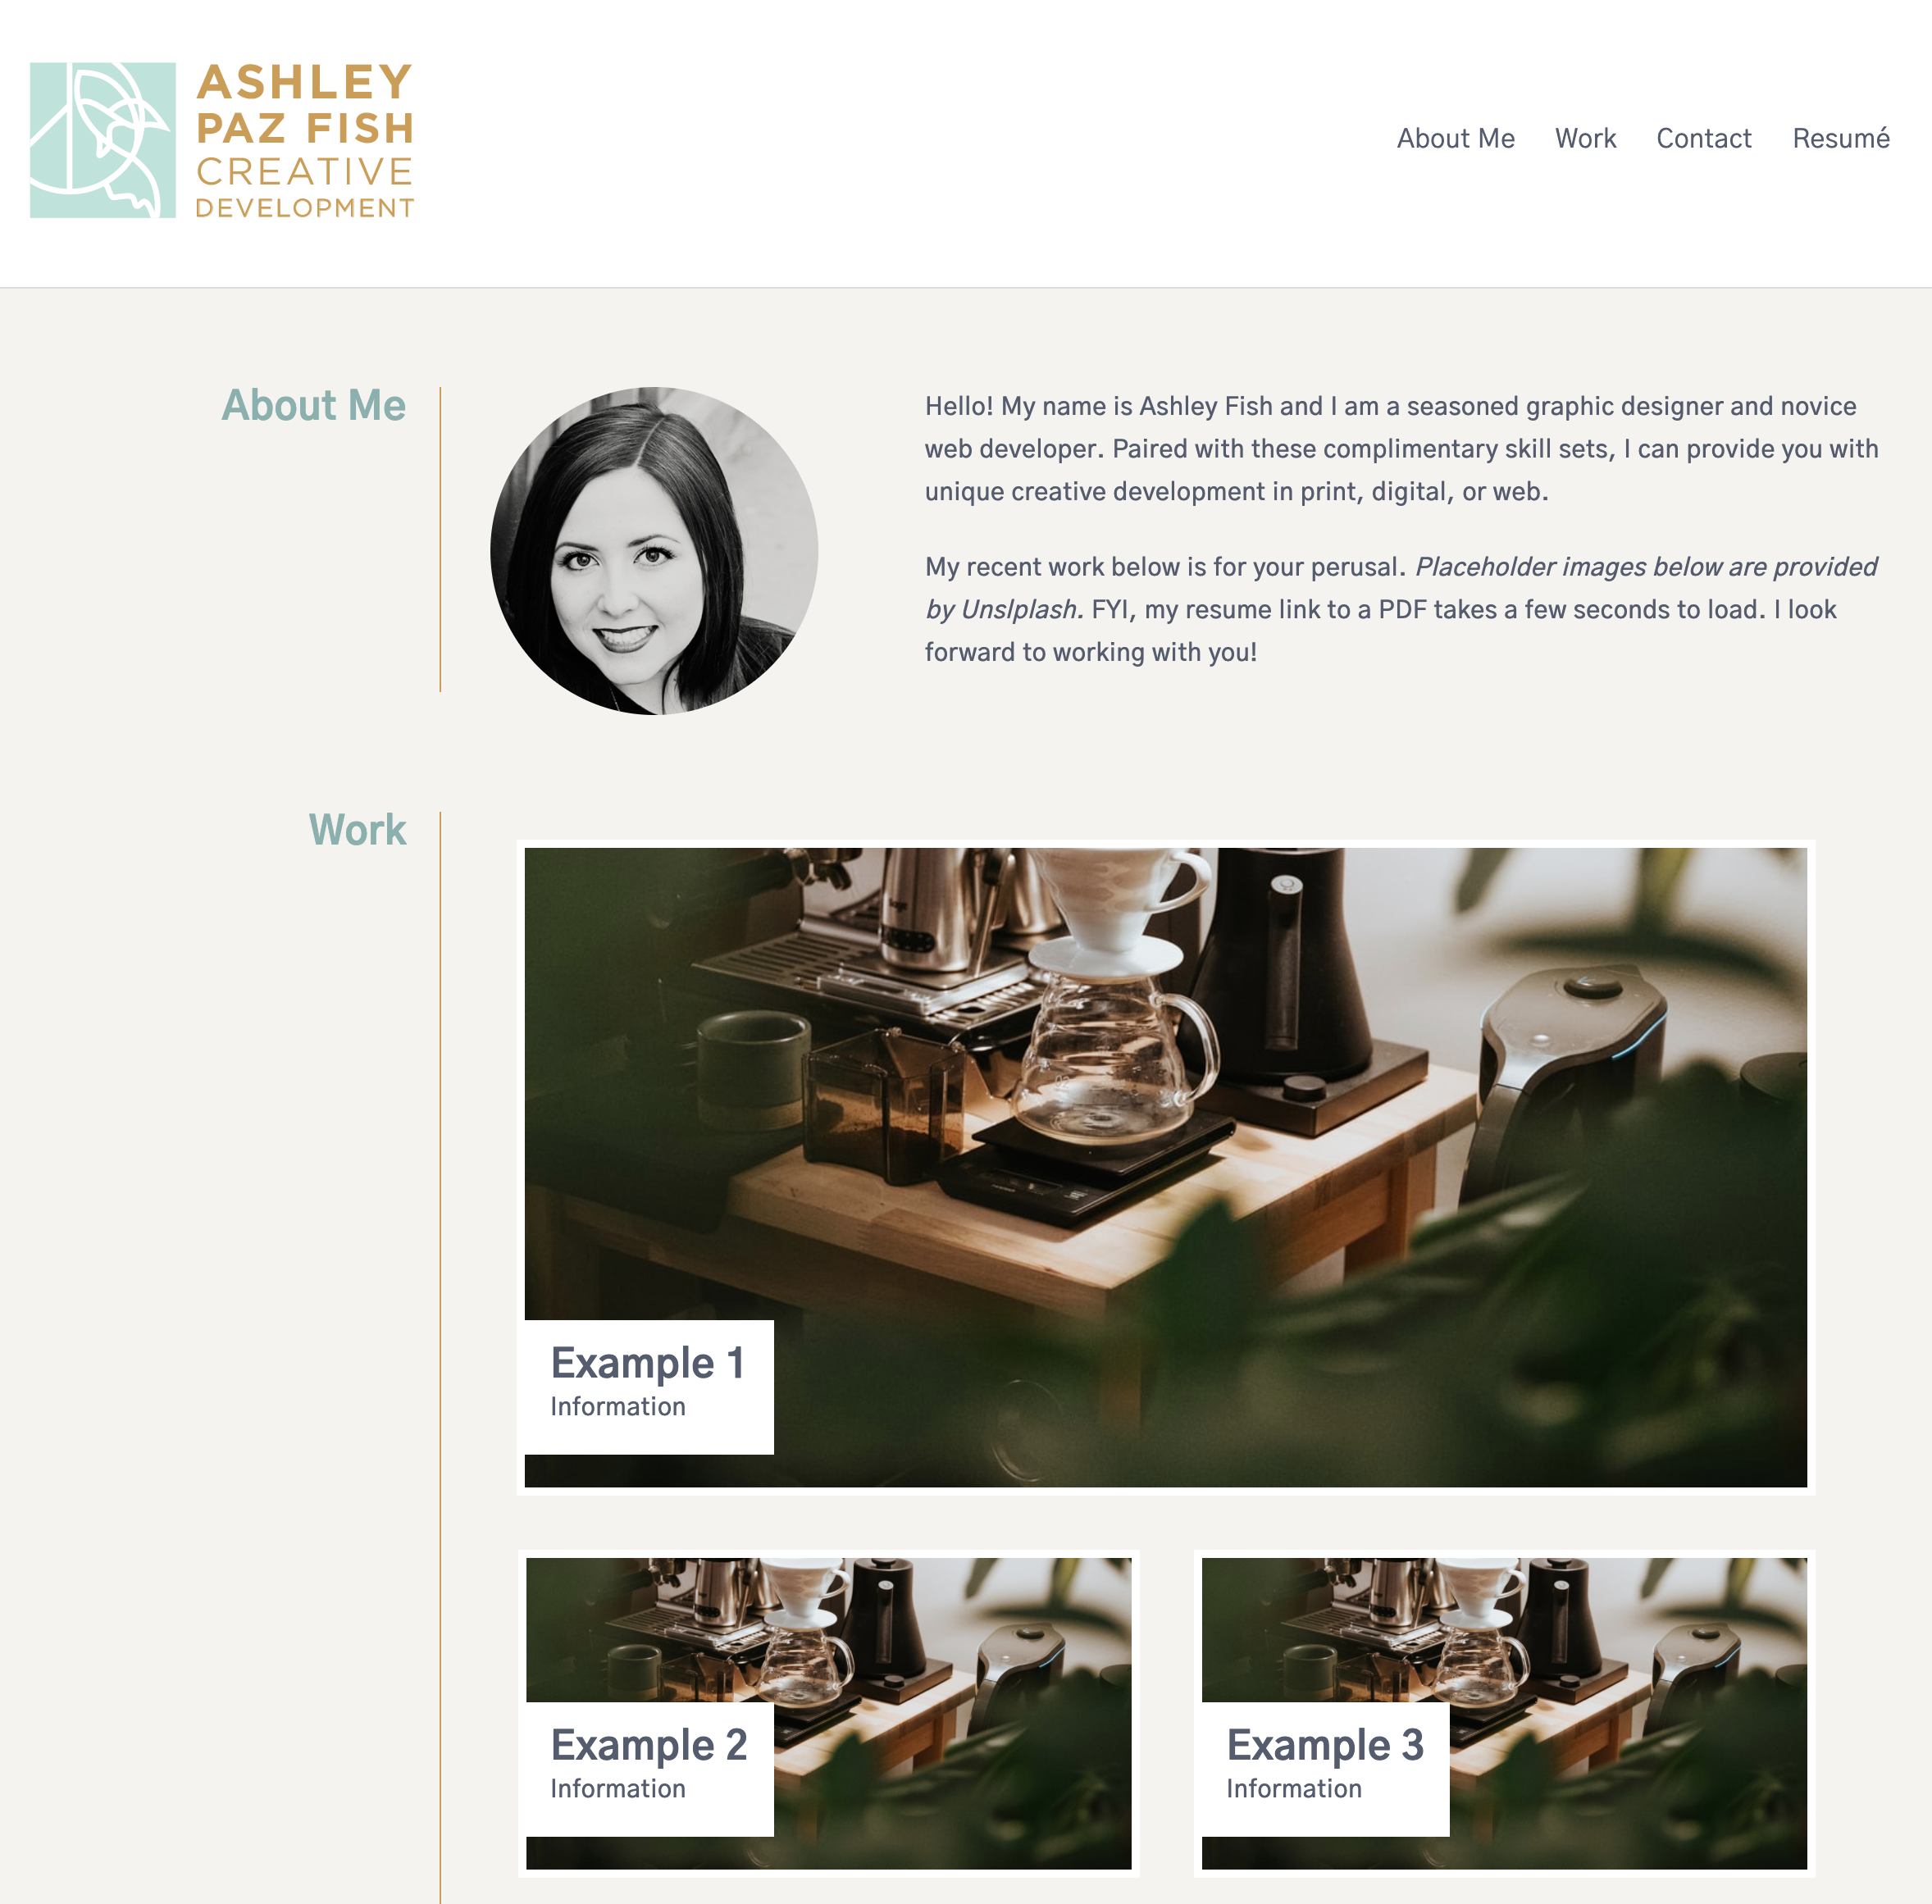 ASHLEY
PAZ FISH
CREATIVE
DEVELOPMENT
About Me Work Contact Resumé
About Me
Hello! My name is Ashley Fish and I am a seasoned graphic designer and novice
web developer. Paired with these complimentary skill sets, I can provide you with
unique creative development in print, digital, or web.
My recent work below is for your perusal. Placeholder images below are provided
by Unslplash. FYI, my resume link to a PDF takes a few seconds to load. I look
forward to working with you!
Work
Example 1
Information
Example 2
Information
Example 3
Information